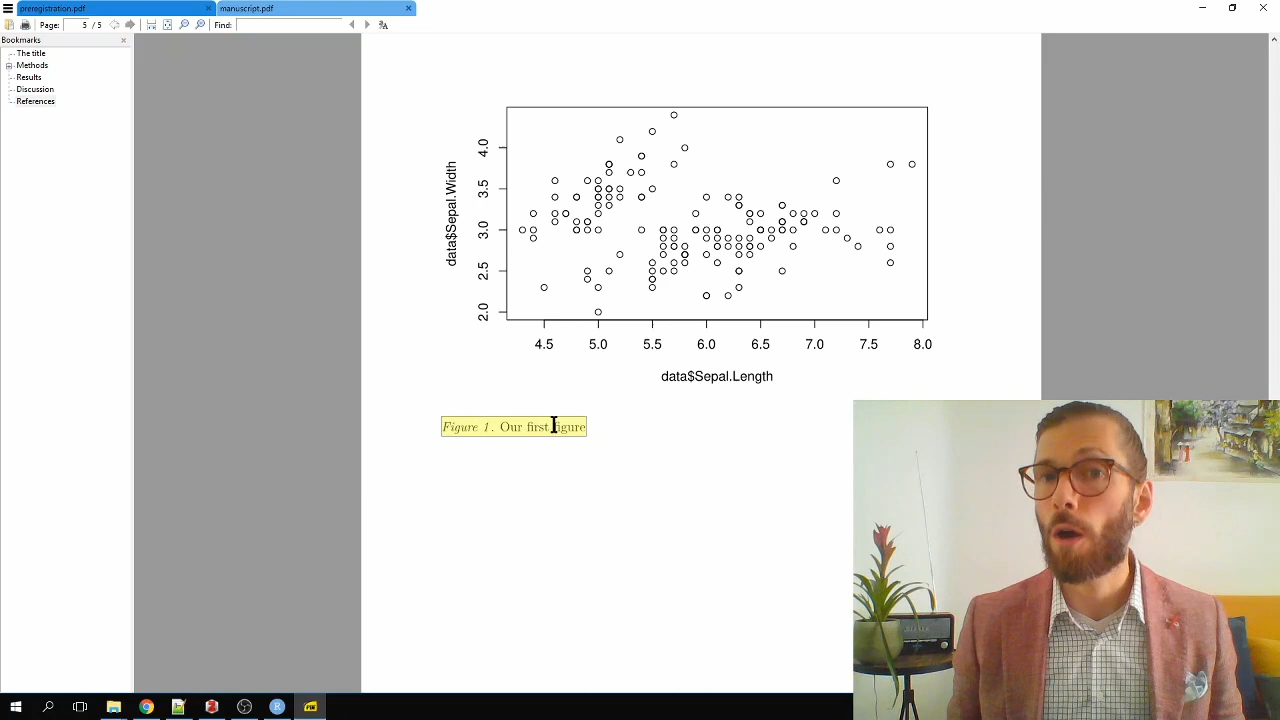 preregistration.pdf
manuscript.pdf
Page: 5 / 5
Find:
Bookmarks
The title
Methods
Results
Discussion
References
data$Sepal.Width
4.0
3.5
3.0
2.5
2.0
4.5 5.0 5.5 6.0 6.5 7.0 7.5 8.0
data$Sepal.Length
Figure 1. Our first figure